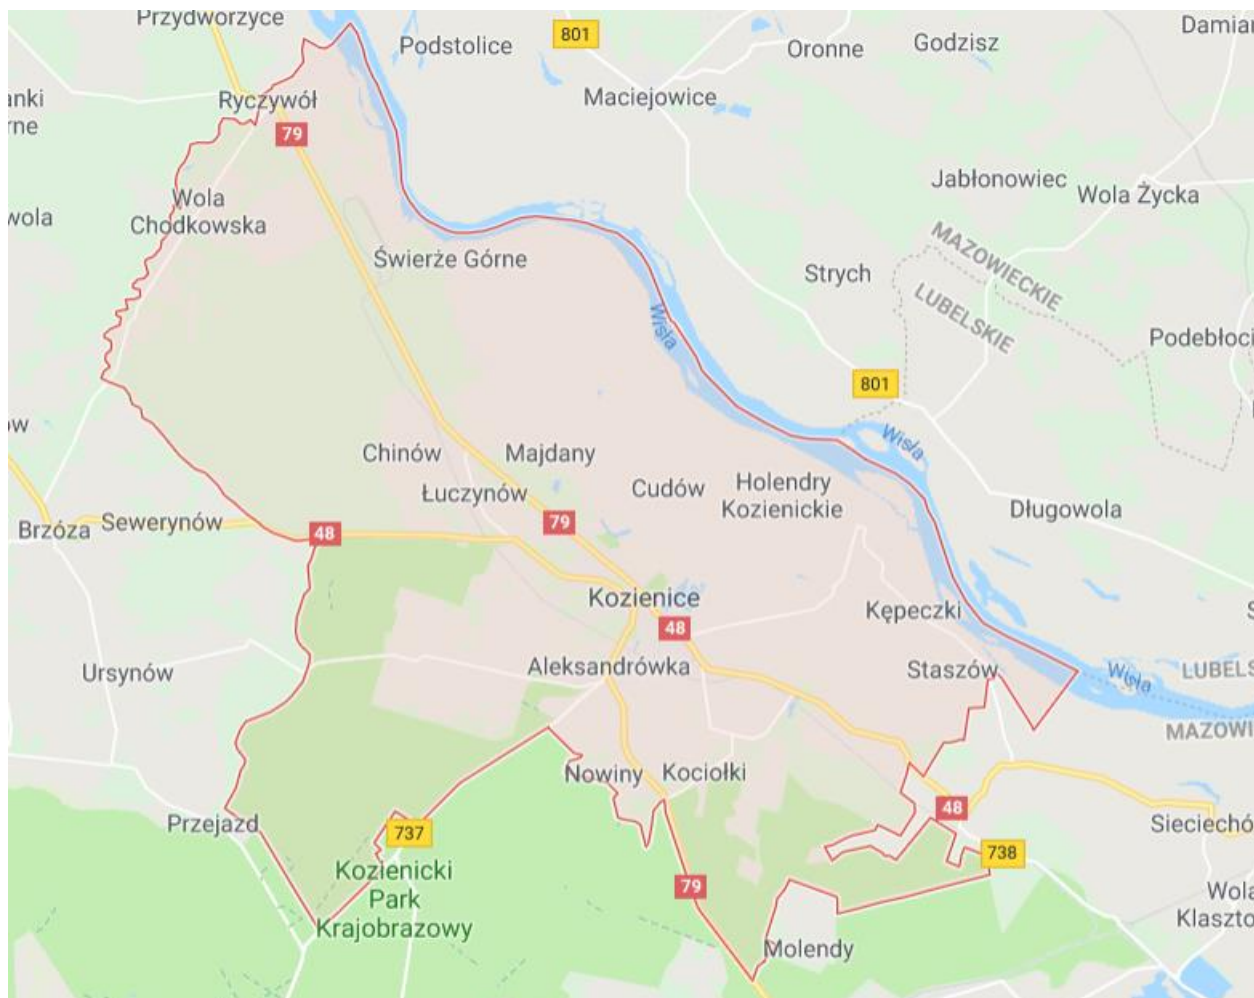 Przydworzyce
Podstolice
801
Oronne
Godzisz
Damiar
anki
rne
Ryczywół
Maciejowice
79
Jabłonowiec
Wola Życka
wola
Wola
Chodkowska
MAZOWIECKIE
LUBELSKIE
Świerże Górne
Strych
Wisła
Podebłoci
801
ów
Chinów
Majdany
Wisła
Łuczynów
Cudów
Holendry
Kozienickie
Długowola
Brzóza
Sewerynów
48
79
Kozienice
48
Kępeczki
Ursynów
Aleksandrówka
Staszów
Wisła
LUBELS
MAZOWI
Nowiny
Kociołki
48
Przejazd
737
Sieciechó
738
Kozienicki
Park
Krajobrazowy
79
Wola
Klaszto
Molendy